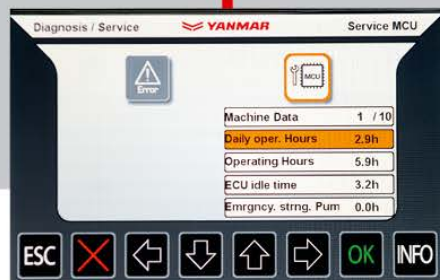 Diagnosis / Service YANMAR Service MCU
Error
MCU
Machine Data 1 / 10
Daily oper. Hours 2.9h
Operating Hours 5.9h
ECU idle time 3.2h
Emrgncy. strng. Pum 0.0h
ESC OK INFO